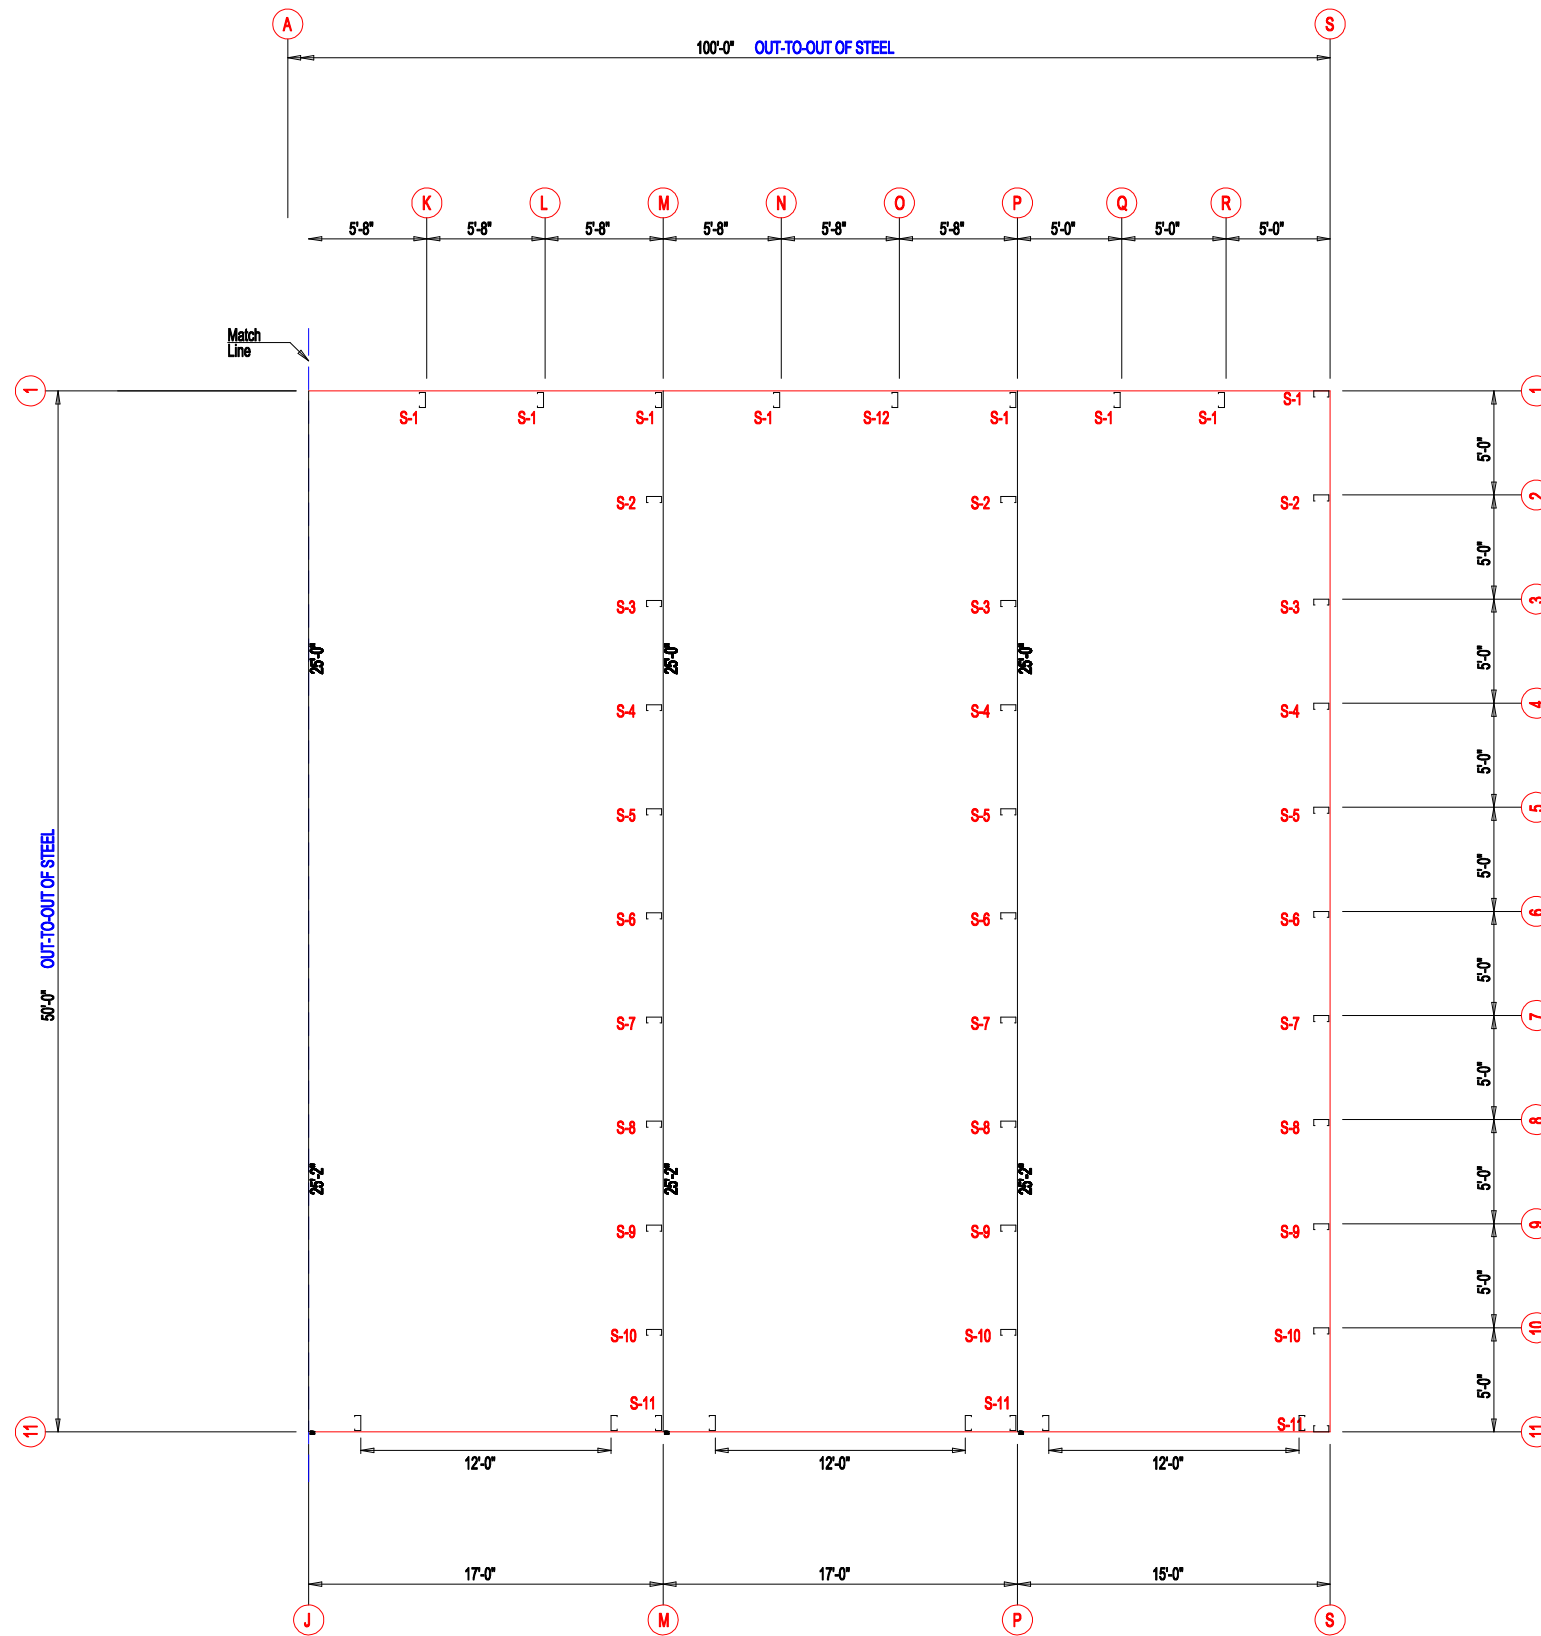 A S
100'-0" OUT-TO-OUT OF STEEL
K L M N O P Q R
5'-8" 5'-8" 5'-8" 5'-8" 5'-8" 5'-8" 5'-0" 5'-0" 5'-0"
Match
Line
1 1
S-1
S-1 S-1 S-1 S-1 S-12 S-1 S-1 S-1
5'-0"
2
S-2 S-2 S-2
5'-0"
3
S-3 S-3 S-3
25'-0" 25'-0" 25'-0" 5'-0"
4
S-4 S-4 S-4
5'-0"
5
S-5 S-5 S-5
5'-0"
50'-0" OUT-TO-OUT OF STEEL
6
S-6 S-6 S-6
5'-0"
7
S-7 S-7 S-7
5'-0"
8
S-8 S-8 S-8
25'-2" 25'-2" 25'-2" 5'-0"
9
S-9 S-9 S-9
5'-0"
10
S-10 S-10 S-10
5'-0"
S-11 S-11
S-11
11 11
12'-0" 12'-0" 12'-0"
17'-0" 17'-0" 15'-0"
J M P S